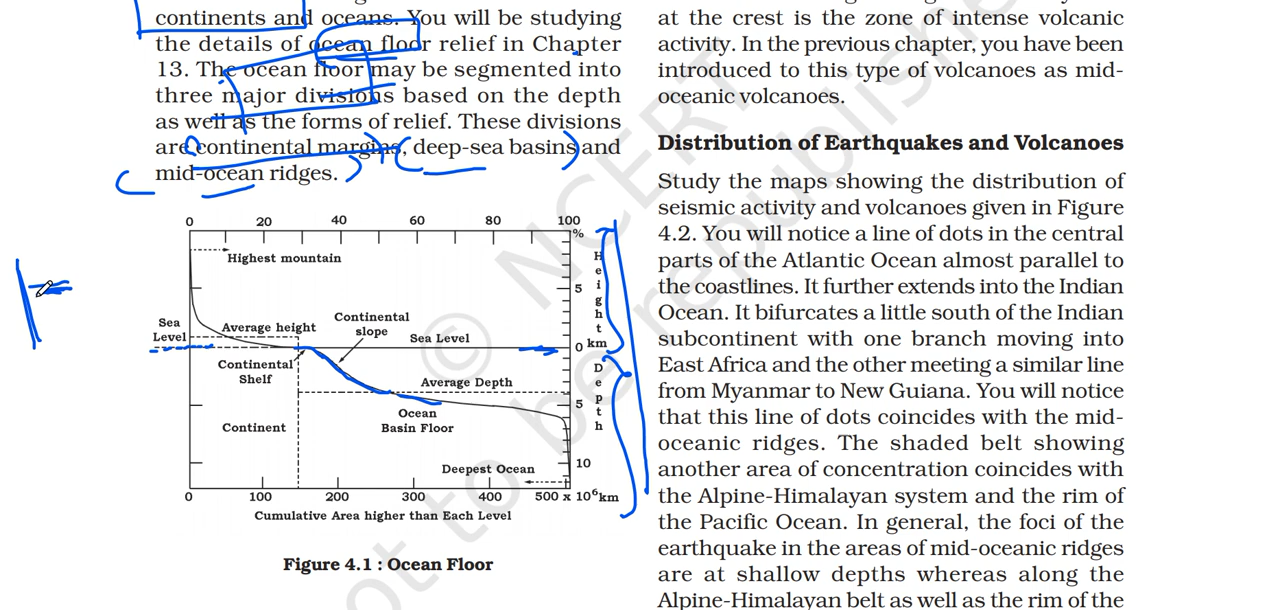 continents and oceans. You will be studying
the details of ocean floor relief in Chapter
13. The ocean floor may be segmented into
three major divisions based on the depth
as well as the forms of relief. These divisions
are continental margins, deep-sea basins and
mid-ocean ridges.
0 20 40 60 80 100
%
Highest mountain
5
Height
Sea
Level
Average height
Continental
slope
Sea Level
0 km
Continental
Shelf
Average Depth
Depth
5
Continent
Ocean
Basin Floor
10
Deepest Ocean
0 100 200 300 400 500 x 10⁶km
Cumulative Area higher than Each Level
Figure 4.1 : Ocean Floor
at the crest is the zone of intense volcanic
activity. In the previous chapter, you have been
introduced to this type of volcanoes as mid-
oceanic volcanoes.
Distribution of Earthquakes and Volcanoes
Study the maps showing the distribution of
seismic activity and volcanoes given in Figure
4.2. You will notice a line of dots in the central
parts of the Atlantic Ocean almost parallel to
the coastlines. It further extends into the Indian
Ocean. It bifurcates a little south of the Indian
subcontinent with one branch moving into
East Africa and the other meeting a similar line
from Myanmar to New Guiana. You will notice
that this line of dots coincides with the mid-
oceanic ridges. The shaded belt showing
another area of concentration coincides with
the Alpine-Himalayan system and the rim of
the Pacific Ocean. In general, the foci of the
earthquake in the areas of mid-oceanic ridges
are at shallow depths whereas along the
Alpine-Himalayan belt as well as the rim of the
© NCERT
not to be republished